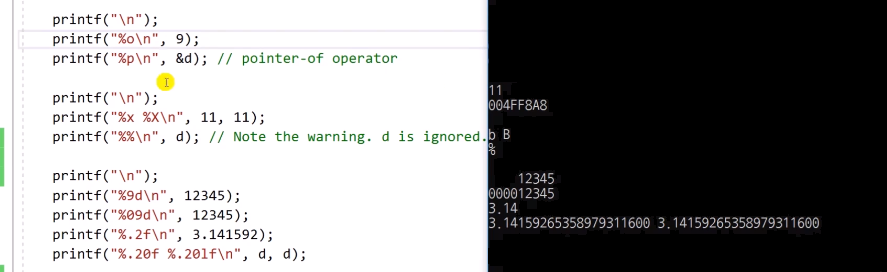 printf("\n");
printf("%o\n", 9);
printf("%p\n", &d); // pointer-of operator
printf("\n");
printf("%x %X\n", 11, 11);
printf("%%\n", d); // Note the warning. d is ignored.
printf("\n");
printf("%9d\n", 12345);
printf("%09d\n", 12345);
printf("%.2f\n", 3.141592);
printf("%.20f %.20lf\n", d, d);
11
004FF8A8
b B
%
    12345
000012345
3.14
3.14159265358979311600 3.14159265358979311600